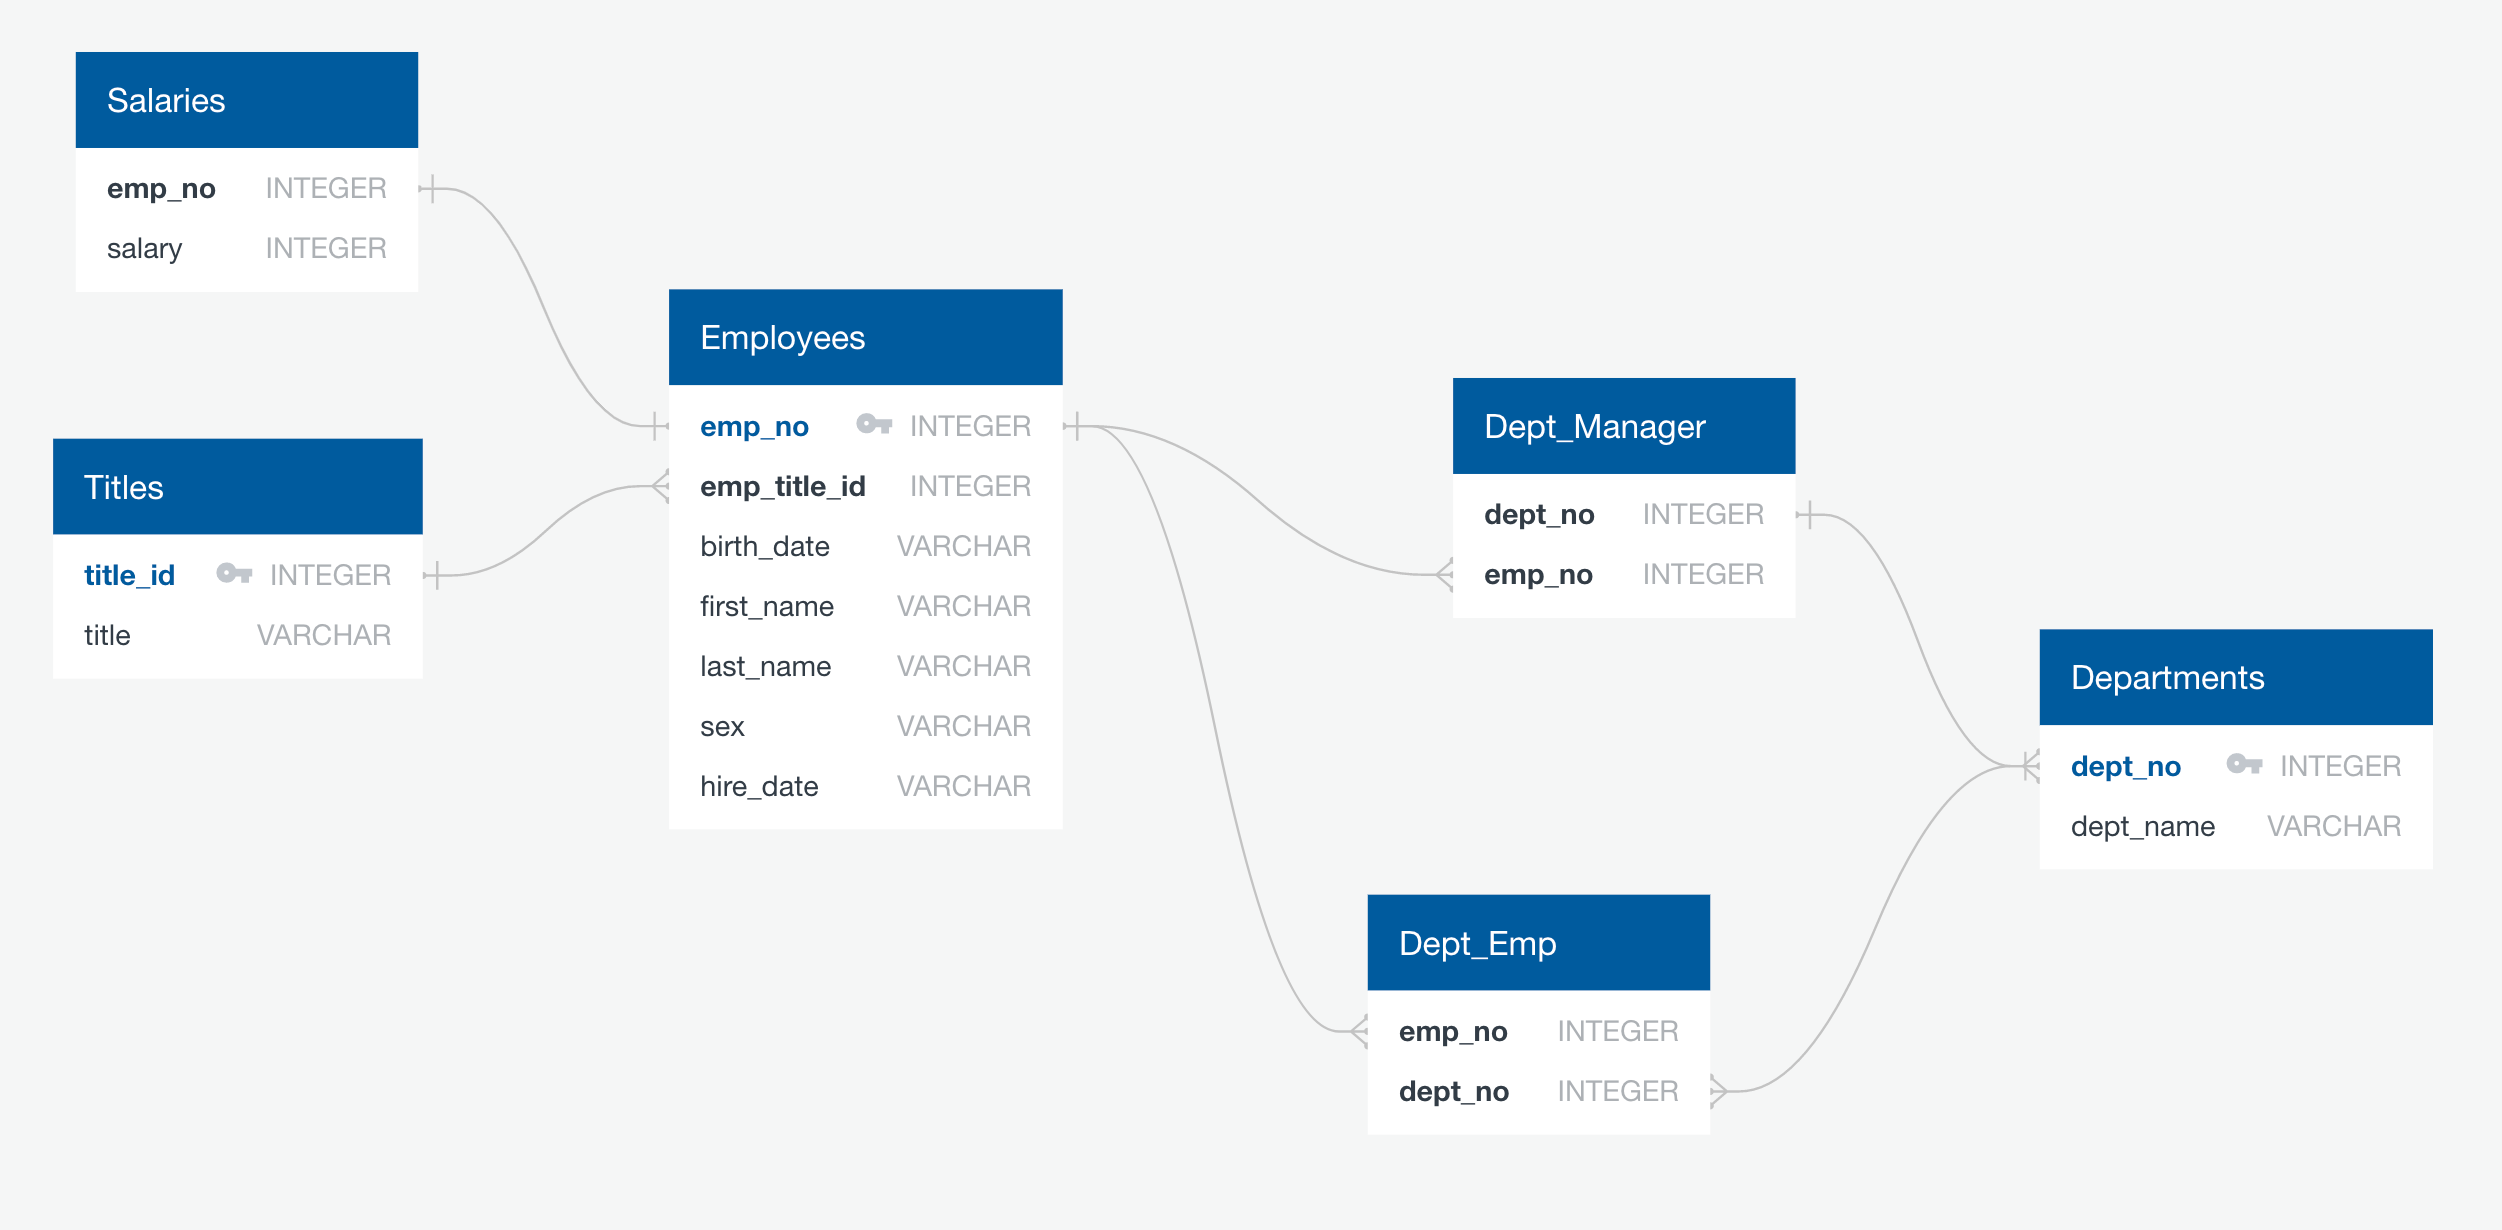 Salaries
emp_no INTEGER
salary INTEGER
Titles
title_id INTEGER
title VARCHAR
Employees
emp_no INTEGER
emp_title_id INTEGER
birth_date VARCHAR
first_name VARCHAR
last_name VARCHAR
sex VARCHAR
hire_date VARCHAR
Dept_Manager
dept_no INTEGER
emp_no INTEGER
Departments
dept_no INTEGER
dept_name VARCHAR
Dept_Emp
emp_no INTEGER
dept_no INTEGER